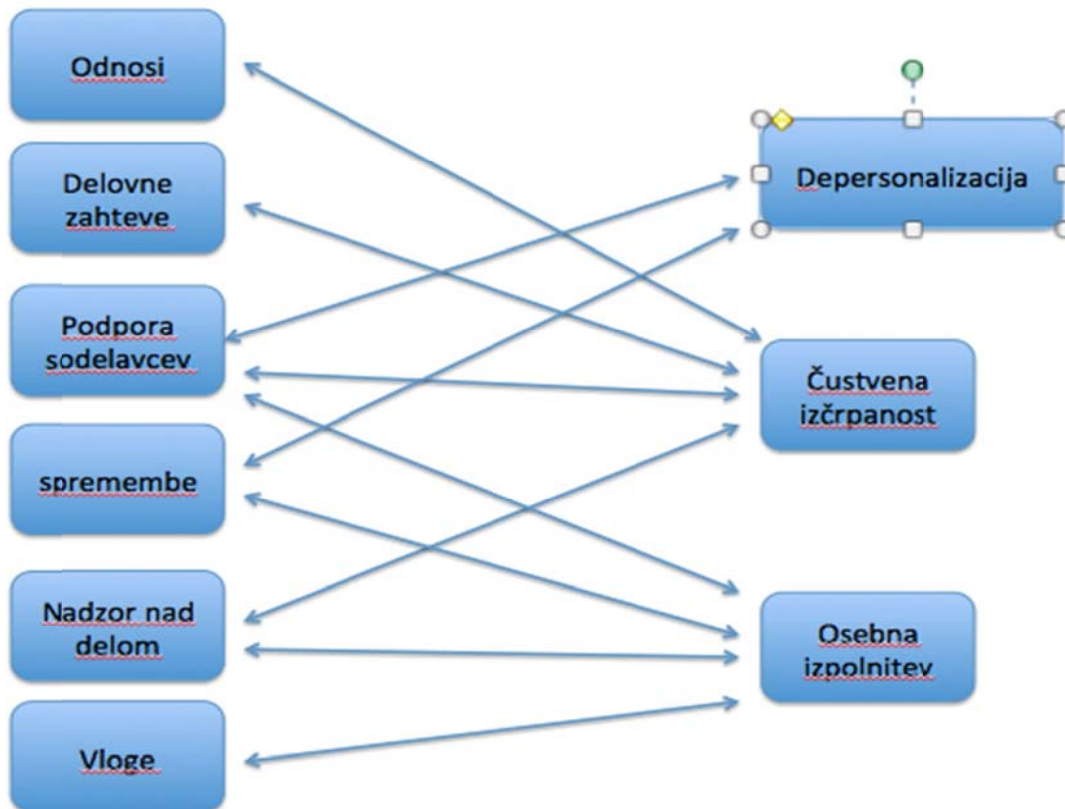 Odnosi
Delovne
zahteve
Podpora
sodelavcev
spremembe
Nadzor nad
delom
Vloge
Depersonalizacija
Čustvena
izčrpanost
Osebna
izpolnitev